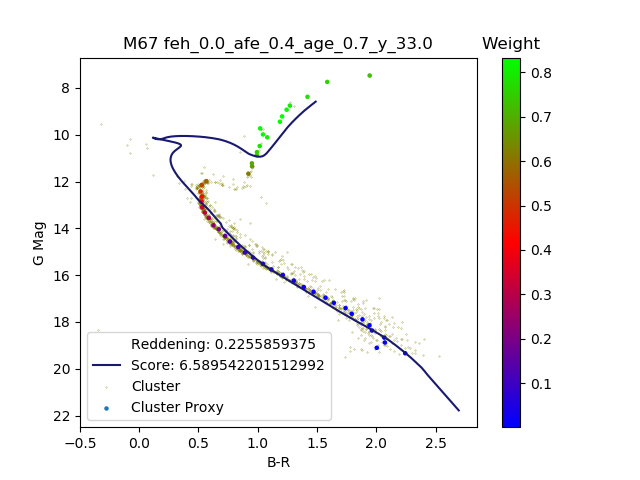 M67 feh_0.0_afe_0.4_age_0.7_y_33.0
Weight
8
10
12
14
16
18
20
22
G Mag
−0.5
0.0
0.5
1.0
1.5
2.0
2.5
B-R
Reddening: 0.2255859375
Score: 6.589542201512992
Cluster
Cluster Proxy
0.8
0.7
0.6
0.5
0.4
0.3
0.2
0.1